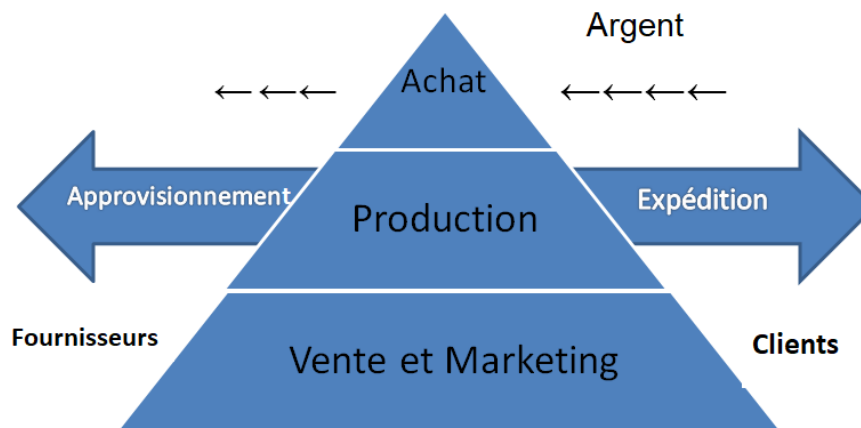 Argent
Achat
← ← ← ← ← ← ←
Approvisionnement
Production
Expédition
Fournisseurs
Vente et Marketing
Clients